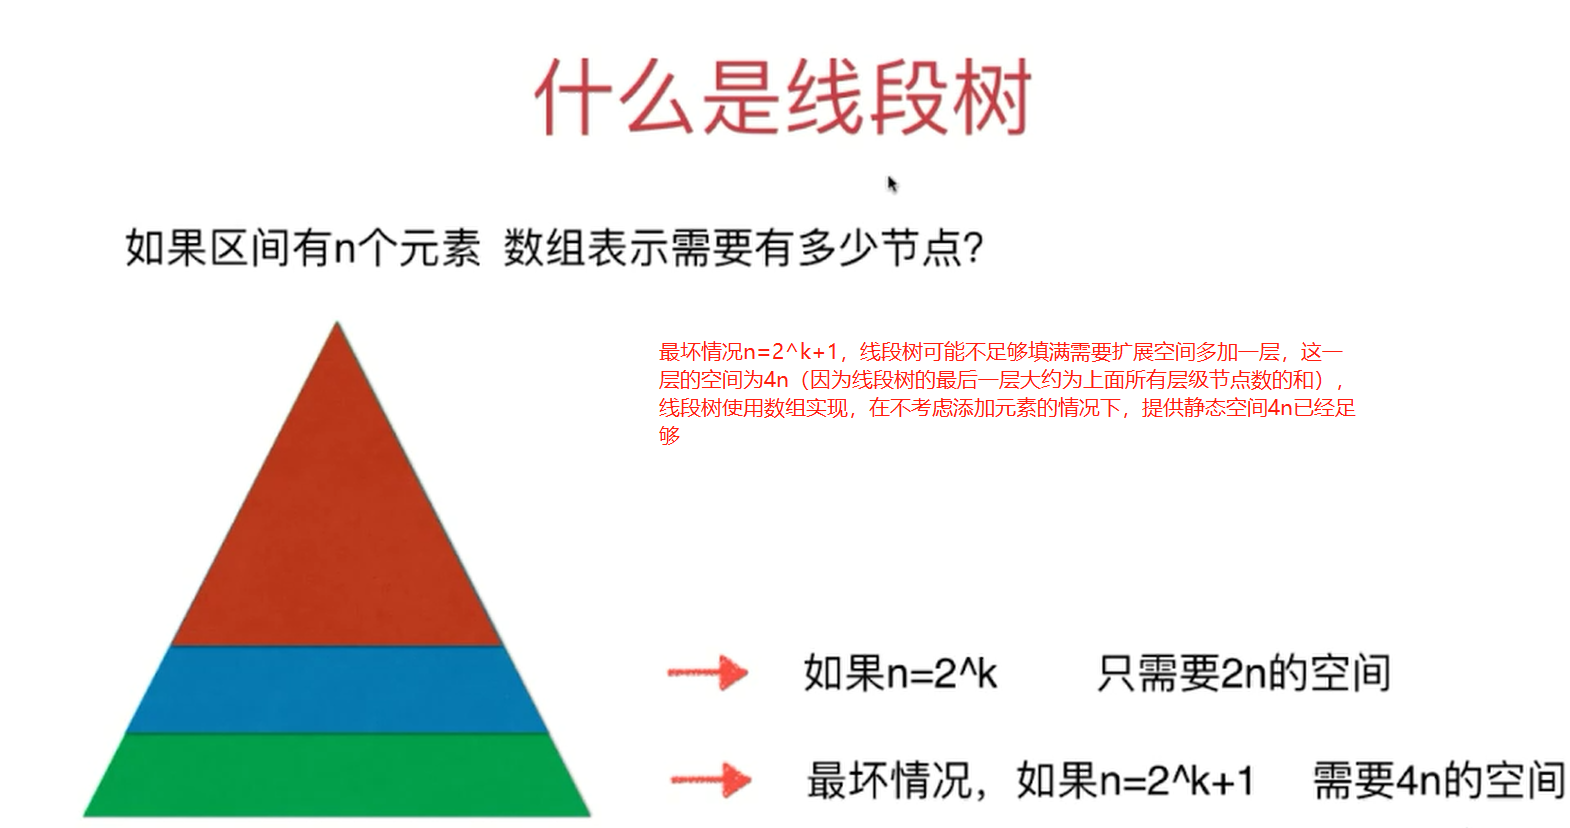 什么是线段树
如果区间有n个元素 数组表示需要有多少节点?
最坏情况n=2^k+1，线段树可能不足够填满需要扩展空间多加一层，这一
层的空间为4n（因为线段树的最后一层大约为上面所有层级节点数的和），
线段树使用数组实现，在不考虑添加元素的情况下，提供静态空间4n已经足
够
如果n=2^k 只需要2n的空间
最坏情况，如果n=2^k+1 需要4n的空间